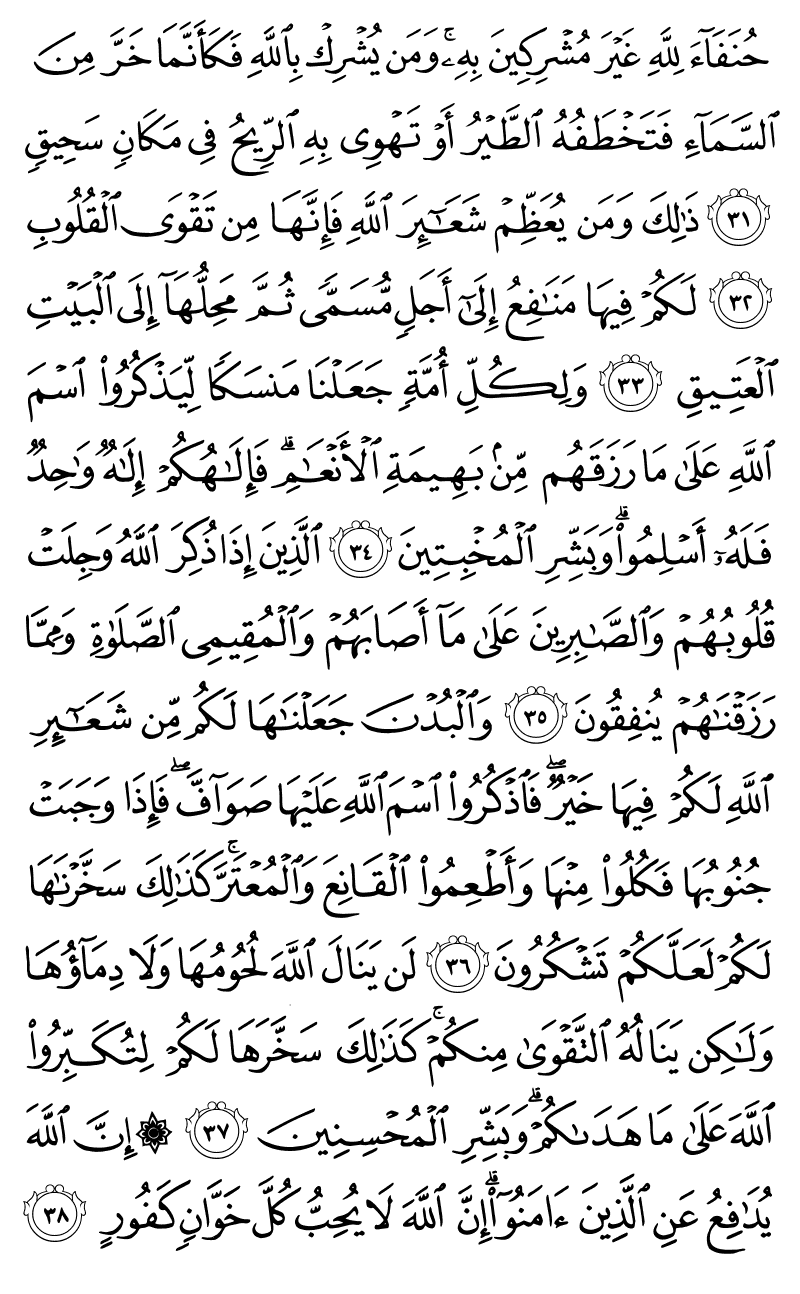 حُنَفَآءَ لِلَّهِ غَيْرَ مُشْرِكِينَ بِهِۦۚ وَمَن يُشْرِكْ بِٱللَّهِ فَكَأَنَّمَا خَرَّ مِنَ
ٱلسَّمَآءِ فَتَخْطَفُهُ ٱلطَّيْرُ أَوْ تَهْوِى بِهِ ٱلرِّيحُ فِى مَكَانٍ سَحِيقٍ
٣١ ذَٰلِكَ وَمَن يُعَظِّمْ شَعَٰٓئِرَ ٱللَّهِ فَإِنَّهَا مِن تَقْوَى ٱلْقُلُوبِ
٣٢ لَكُمْ فِيهَا مَنَٰفِعُ إِلَىٰٓ أَجَلٍ مُّسَمًّى ثُمَّ مَحِلُّهَآ إِلَى ٱلْبَيْتِ
ٱلْعَتِيقِ ٣٣ وَلِكُلِّ أُمَّةٍ جَعَلْنَا مَنسَكًا لِّيَذْكُرُوا۟ ٱسْمَ
ٱللَّهِ عَلَىٰ مَا رَزَقَهُم مِّنۢ بَهِيمَةِ ٱلْأَنْعَٰمِۗ فَإِلَٰهُكُمْ إِلَٰهٌ وَٰحِدٌ
فَلَهُۥٓ أَسْلِمُوا۟ۗ وَبَشِّرِ ٱلْمُخْبِتِينَ ٣٤ ٱلَّذِينَ إِذَا ذُكِرَ ٱللَّهُ وَجِلَتْ
قُلُوبُهُمْ وَٱلصَّٰبِرِينَ عَلَىٰ مَآ أَصَابَهُمْ وَٱلْمُقِيمِى ٱلصَّلَوٰةِ وَمِمَّا
رَزَقْنَٰهُمْ يُنفِقُونَ ٣٥ وَٱلْبُدْنَ جَعَلْنَٰهَا لَكُم مِّن شَعَٰٓئِرِ
ٱللَّهِ لَكُمْ فِيهَا خَيْرٌۖ فَٱذْكُرُوا۟ ٱسْمَ ٱللَّهِ عَلَيْهَا صَوَآفَّۖ فَإِذَا وَجَبَتْ
جُنُوبُهَا فَكُلُوا۟ مِنْهَا وَأَطْعِمُوا۟ ٱلْقَانِعَ وَٱلْمُعْتَرَّۚ كَذَٰلِكَ سَخَّرْنَٰهَا
لَكُمْ لَعَلَّكُمْ تَشْكُرُونَ ٣٦ لَن يَنَالَ ٱللَّهَ لُحُومُهَا وَلَا دِمَآؤُهَا
وَلَٰكِن يَنَالُهُ ٱلتَّقْوَىٰ مِنكُمْۚ كَذَٰلِكَ سَخَّرَهَا لَكُمْ لِتُكَبِّرُوا۟
ٱللَّهَ عَلَىٰ مَا هَدَىٰكُمْۗ وَبَشِّرِ ٱلْمُحْسِنِينَ ٣٧ ۞ إِنَّ ٱللَّهَ
يُدَٰفِعُ عَنِ ٱلَّذِينَ ءَامَنُوٓا۟ۗ إِنَّ ٱللَّهَ لَا يُحِبُّ كُلَّ خَوَّانٍ كَفُورٍ ٣٨